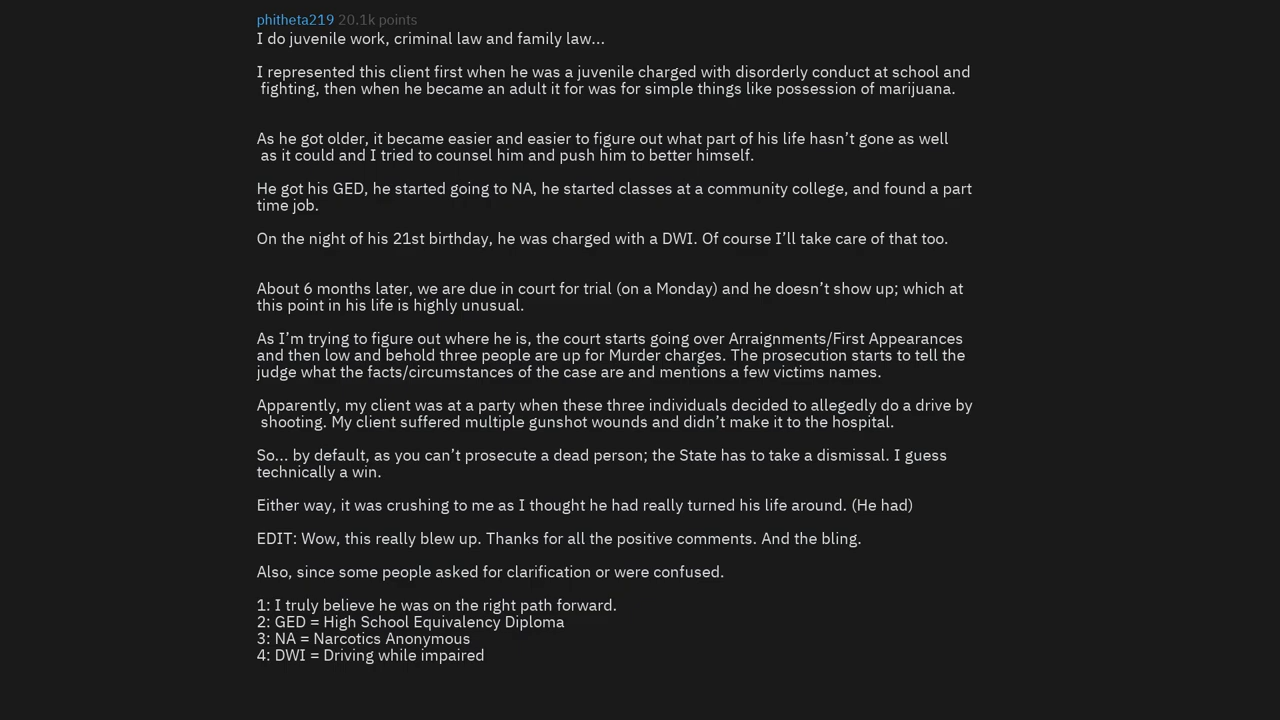 phitheta219 20.1k points
I do juvenile work, criminal law and family law...
I represented this client first when he was a juvenile charged with disorderly conduct at school and
fighting, then when he became an adult it for was for simple things like possession of marijuana.
As he got older, it became easier and easier to figure out what part of his life hasn’t gone as well
as it could and I tried to counsel him and push him to better himself.
He got his GED, he started going to NA, he started classes at a community college, and found a part
time job.
On the night of his 21st birthday, he was charged with a DWI. Of course I’ll take care of that too.
About 6 months later, we are due in court for trial (on a Monday) and he doesn’t show up; which at
this point in his life is highly unusual.
As I’m trying to figure out where he is, the court starts going over Arraignments/First Appearances
and then low and behold three people are up for Murder charges. The prosecution starts to tell the
judge what the facts/circumstances of the case are and mentions a few victims names.
Apparently, my client was at a party when these three individuals decided to allegedly do a drive by
shooting. My client suffered multiple gunshot wounds and didn’t make it to the hospital.
So... by default, as you can’t prosecute a dead person; the State has to take a dismissal. I guess
technically a win.
Either way, it was crushing to me as I thought he had really turned his life around. (He had)
EDIT: Wow, this really blew up. Thanks for all the positive comments. And the bling.
Also, since some people asked for clarification or were confused.
1: I truly believe he was on the right path forward.
2: GED = High School Equivalency Diploma
3: NA = Narcotics Anonymous
4: DWI = Driving while impaired